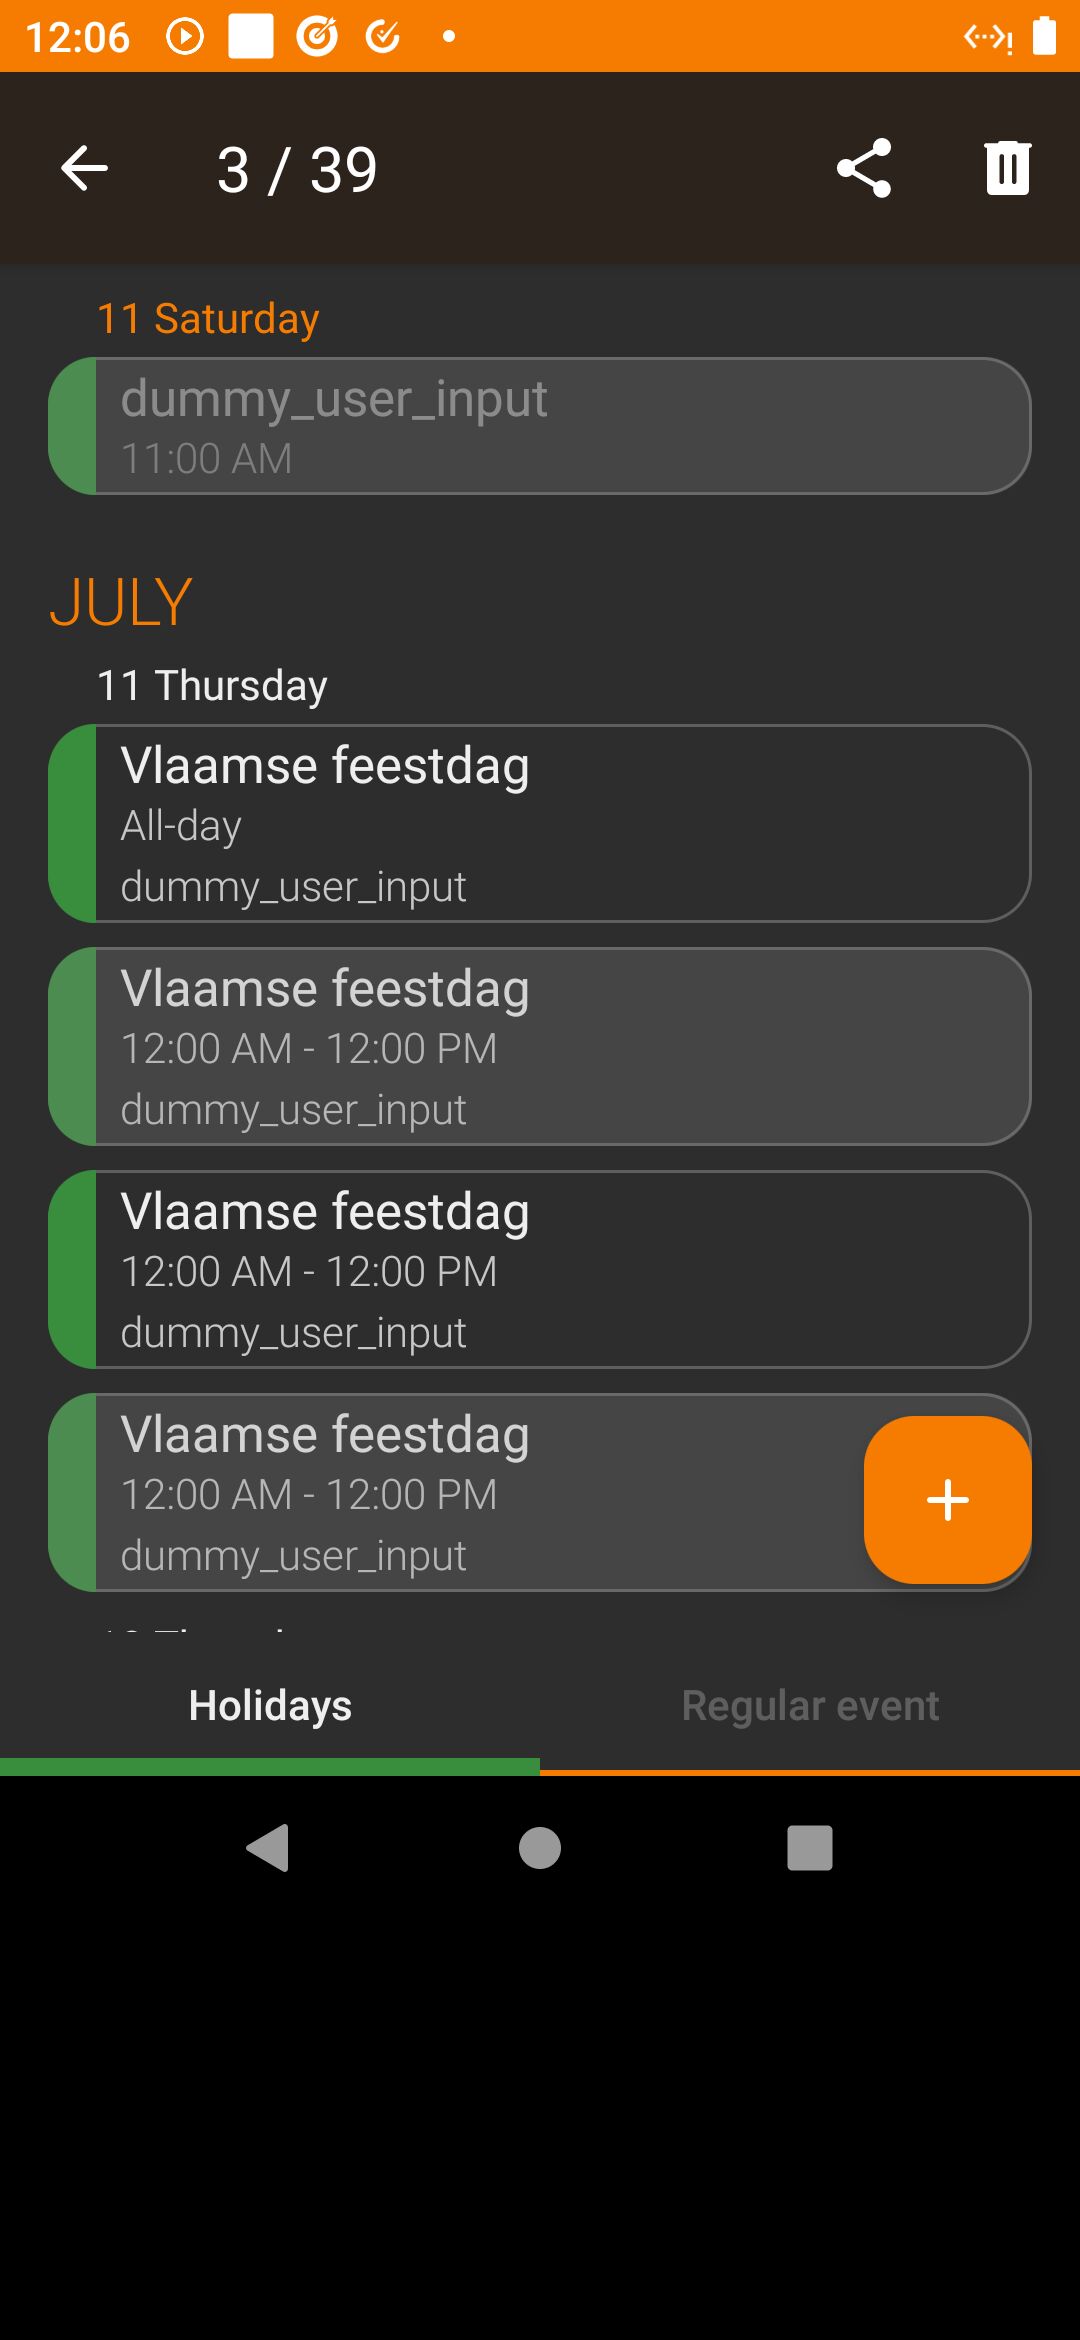 12:06
3 / 39
11 Saturday
dummy_user_input
11:00 AM
JULY
11 Thursday
Vlaamse feestdag
All-day
dummy_user_input
Vlaamse feestdag
12:00 AM - 12:00 PM
dummy_user_input
Vlaamse feestdag
12:00 AM - 12:00 PM
dummy_user_input
Vlaamse feestdag
12:00 AM - 12:00 PM
dummy_user_input
Holidays
Regular event